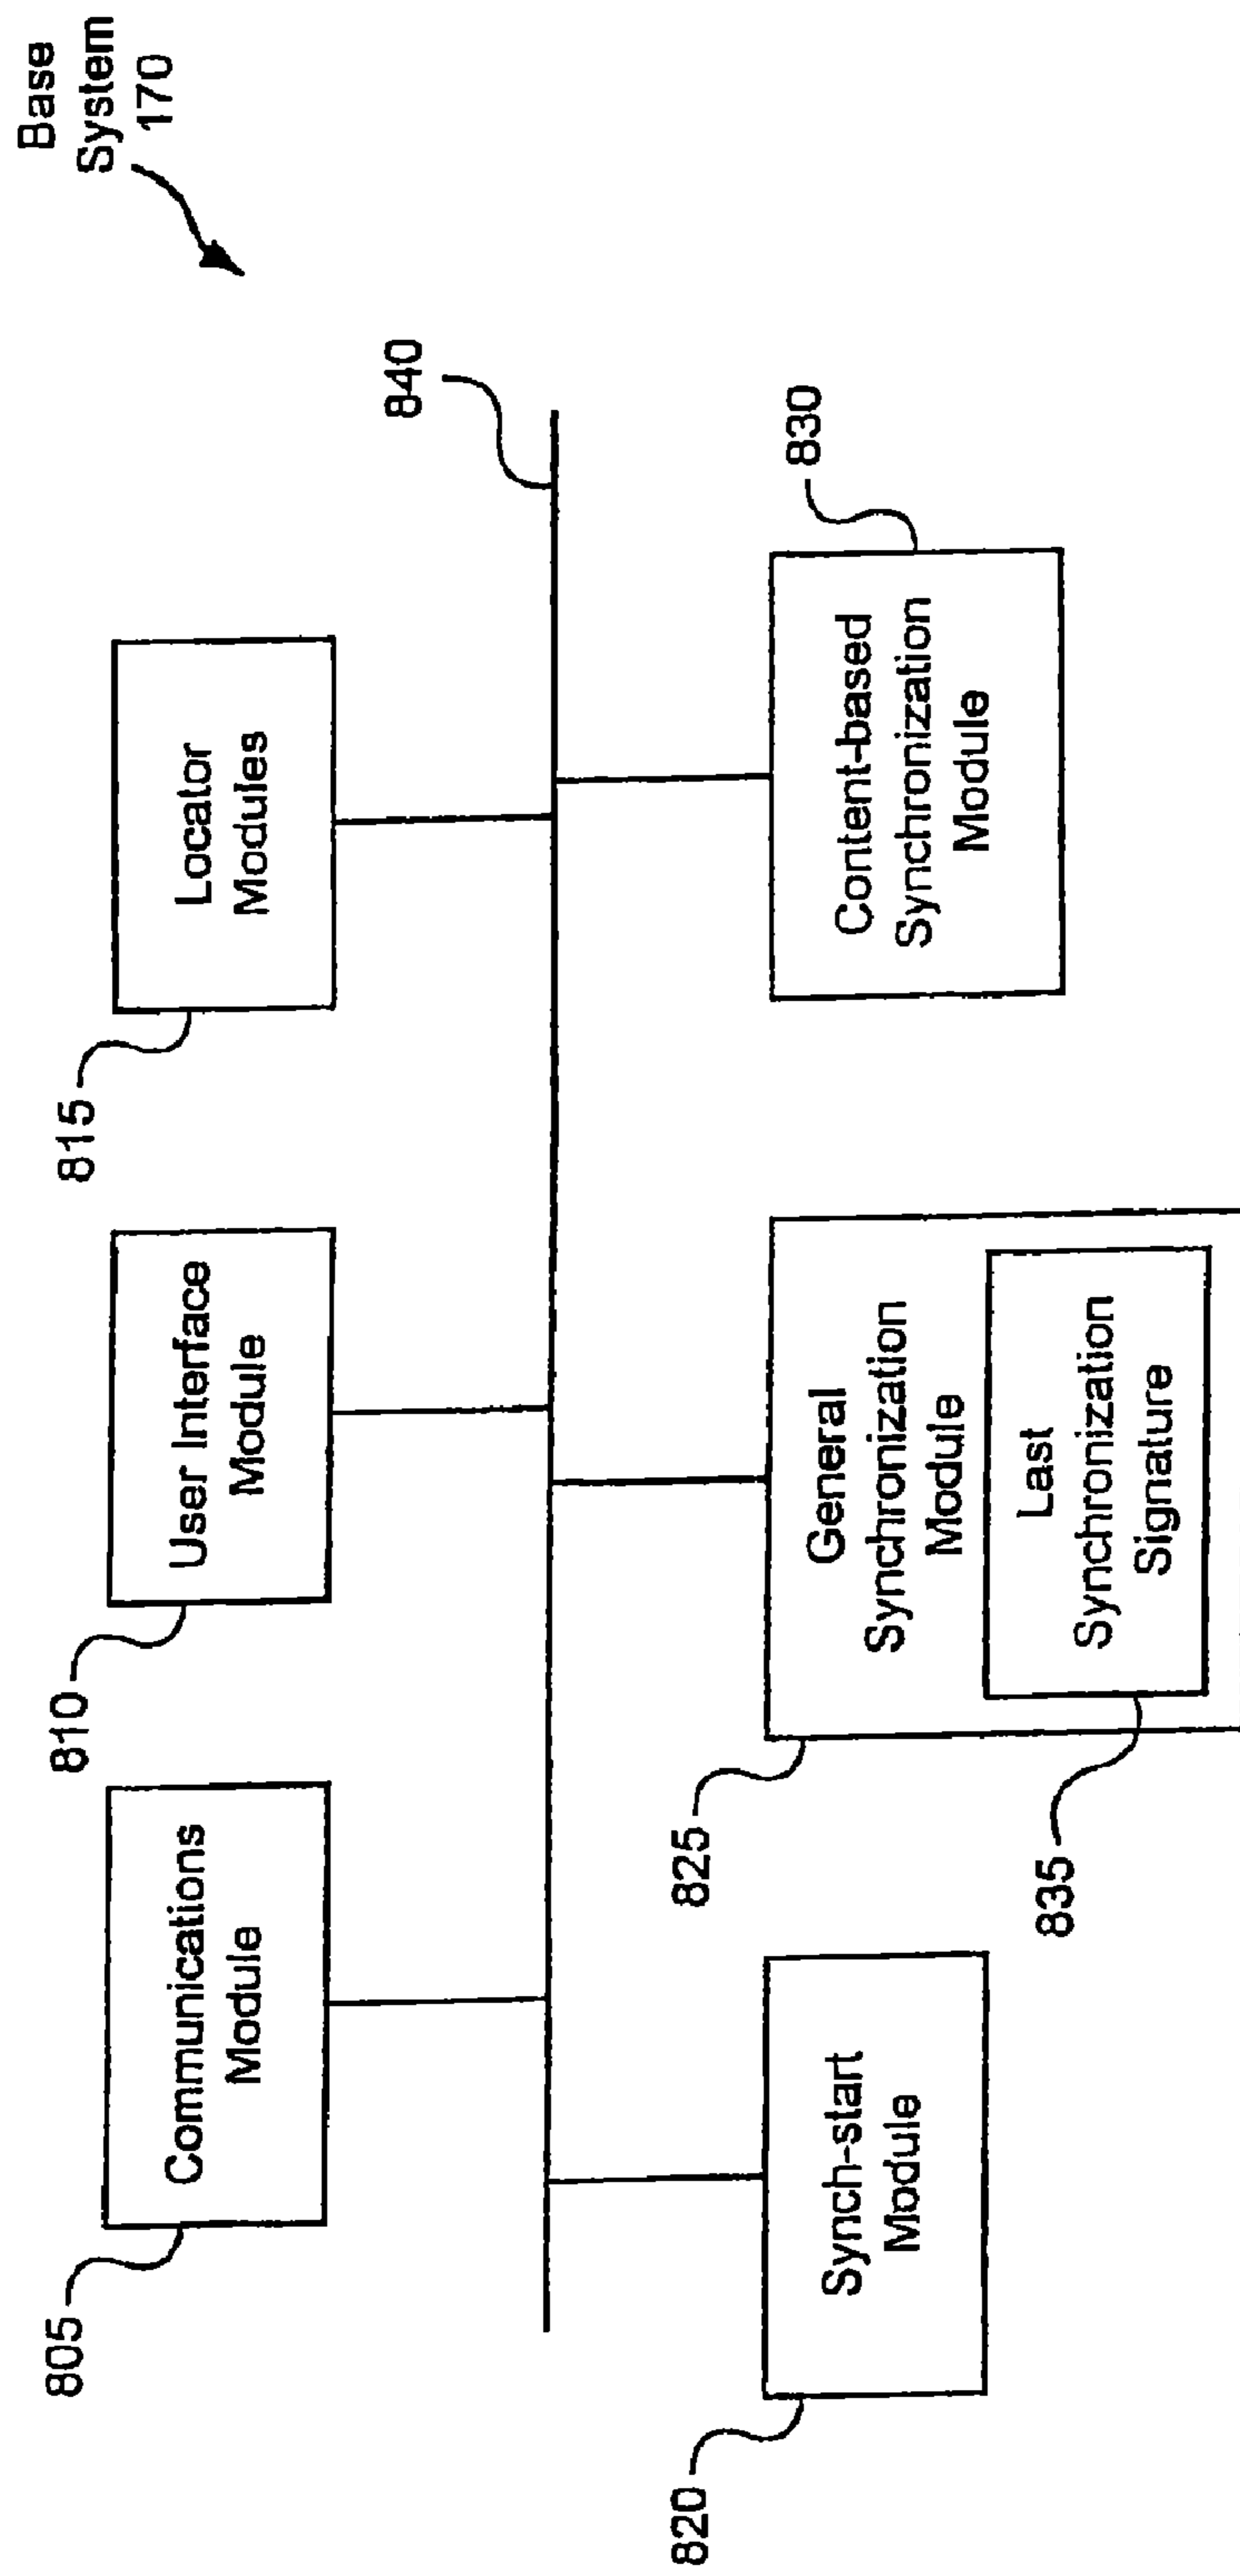 Base
System
170
805
Communications
Module
810
User Interface
Module
815
Locator
Modules
840
820
Synch-start
Module
825
General
Synchronization
Module
835
Last
Synchronization
Signature
830
Content-based
Synchronization
Module